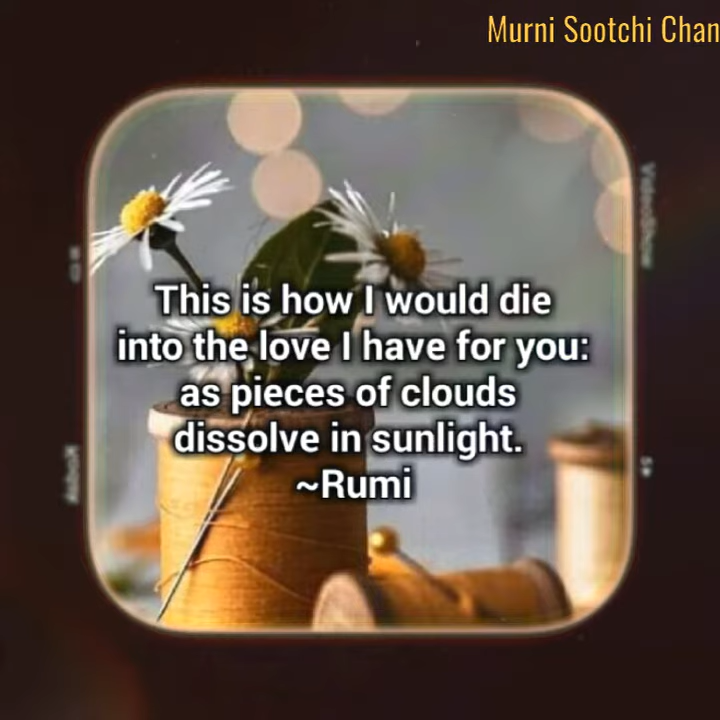 Murni Sootchi Chan
This is how I would die
into the love I have for you:
as pieces of clouds
dissolve in sunlight.
~Rumi
VideoShow